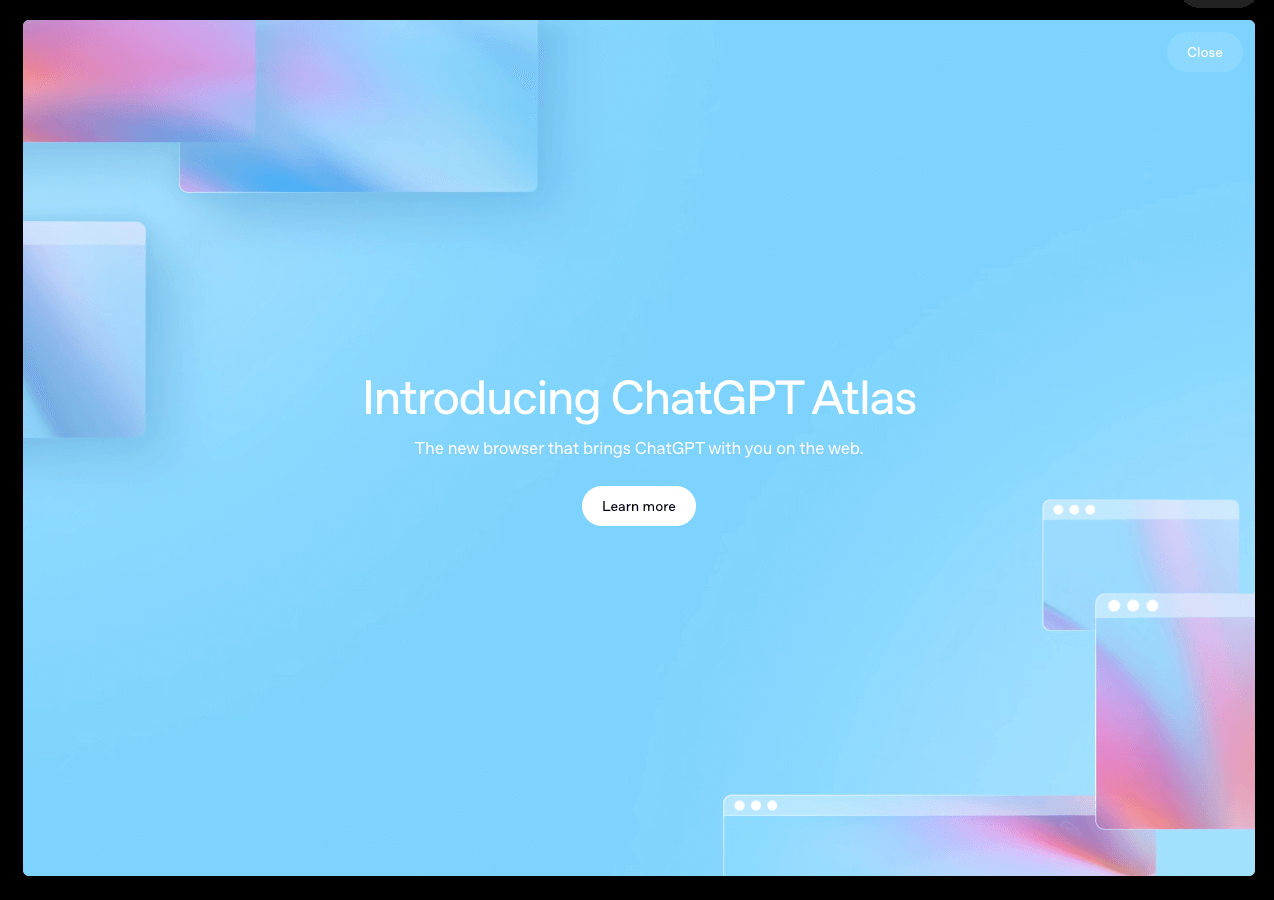 Close
Introducing ChatGPT Atlas
The new browser that brings ChatGPT with you on the web.
Learn more